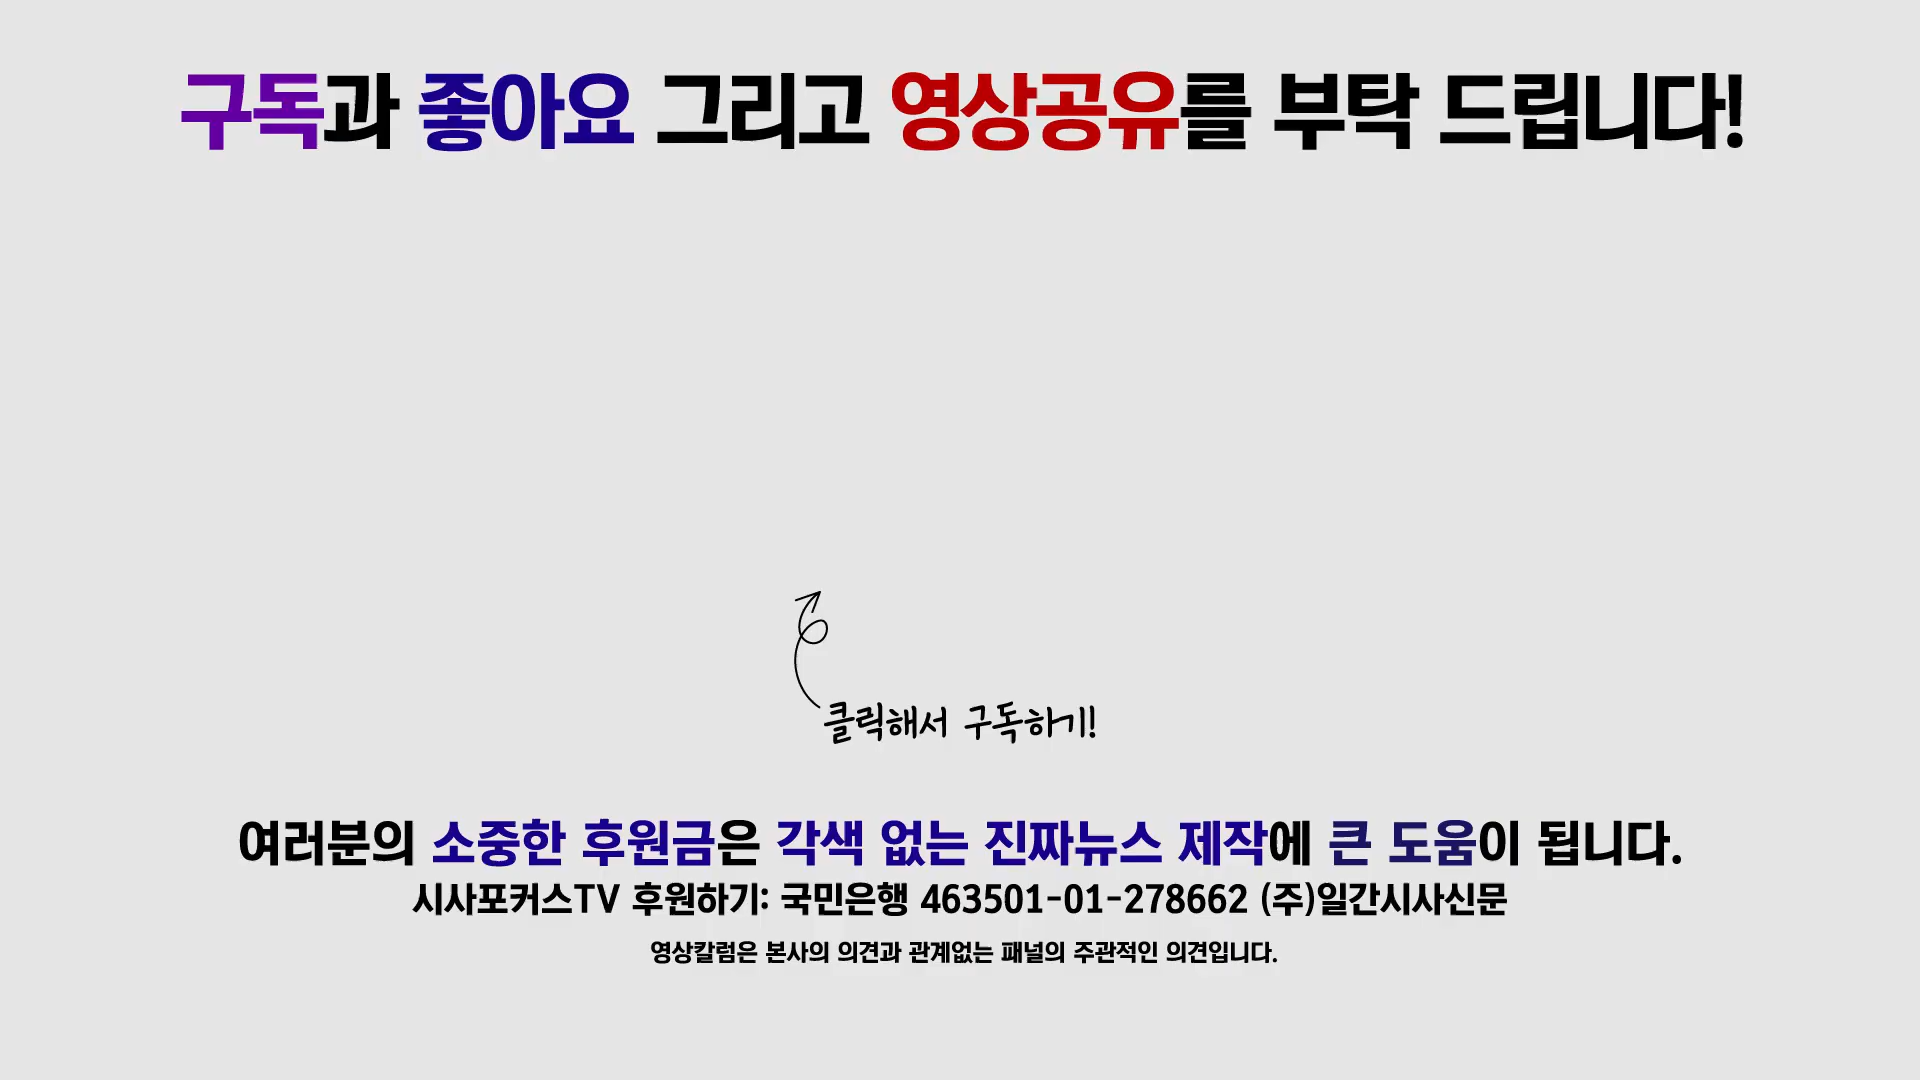 구독과 좋아요 그리고 영상공유를 부탁 드립니다!
클릭해서 구독하기!
여러분의 소중한 후원금은 각색 없는 진짜뉴스 제작에 큰 도움이 됩니다.
시사포커스TV 후원하기: 국민은행 463501-01-278662 (주)일간시사신문
영상칼럼은 본사의 의견과 관계없는 패널의 주관적인 의견입니다.